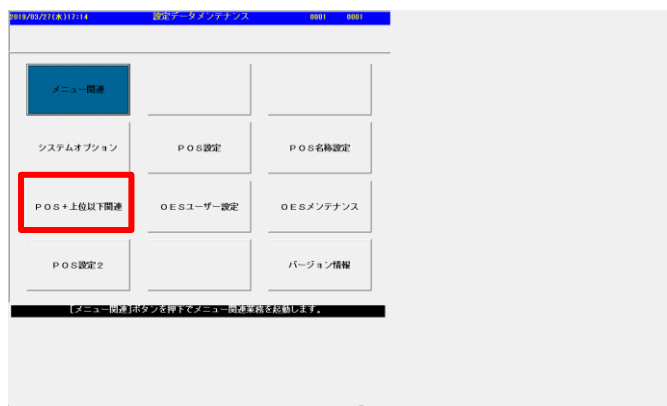 2019/03/27(水)17:14 設定データメンテナンス 0001 0001
メニュー関連
システムオプション POS設定 POS名称設定
POS+上位以下関連 OESユーザー設定 OESメンテナンス
POS設定2 バージョン情報
[メニュー関連]ボタンを押下でメニュー関連業務を起動します。